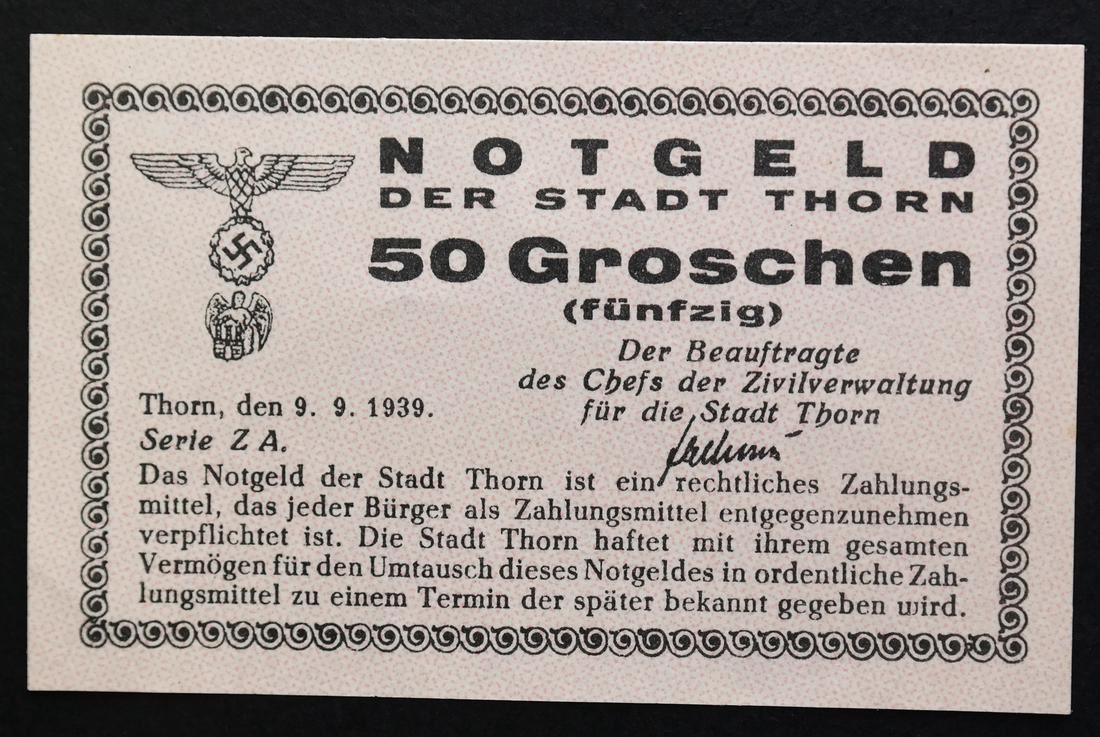 NOTGELD
DER STADT THORN
50 Groschen
(fünfzig)
Der Beauftragte
des Chefs der Zivilverwaltung
für die Stadt Thorn
Thorn, den 9. 9. 1939.
Serie Z A.
Das Notgeld der Stadt Thorn ist ein rechtliches Zahlungs-
mittel, das jeder Bürger als Zahlungsmittel entgegenzunehmen
verpflichtet ist. Die Stadt Thorn haftet mit ihrem gesamten
Vermögen für den Umtausch dieses Notgeldes in ordentliche Zah-
lungsmittel zu einem Termin der später bekannt gegeben wird.